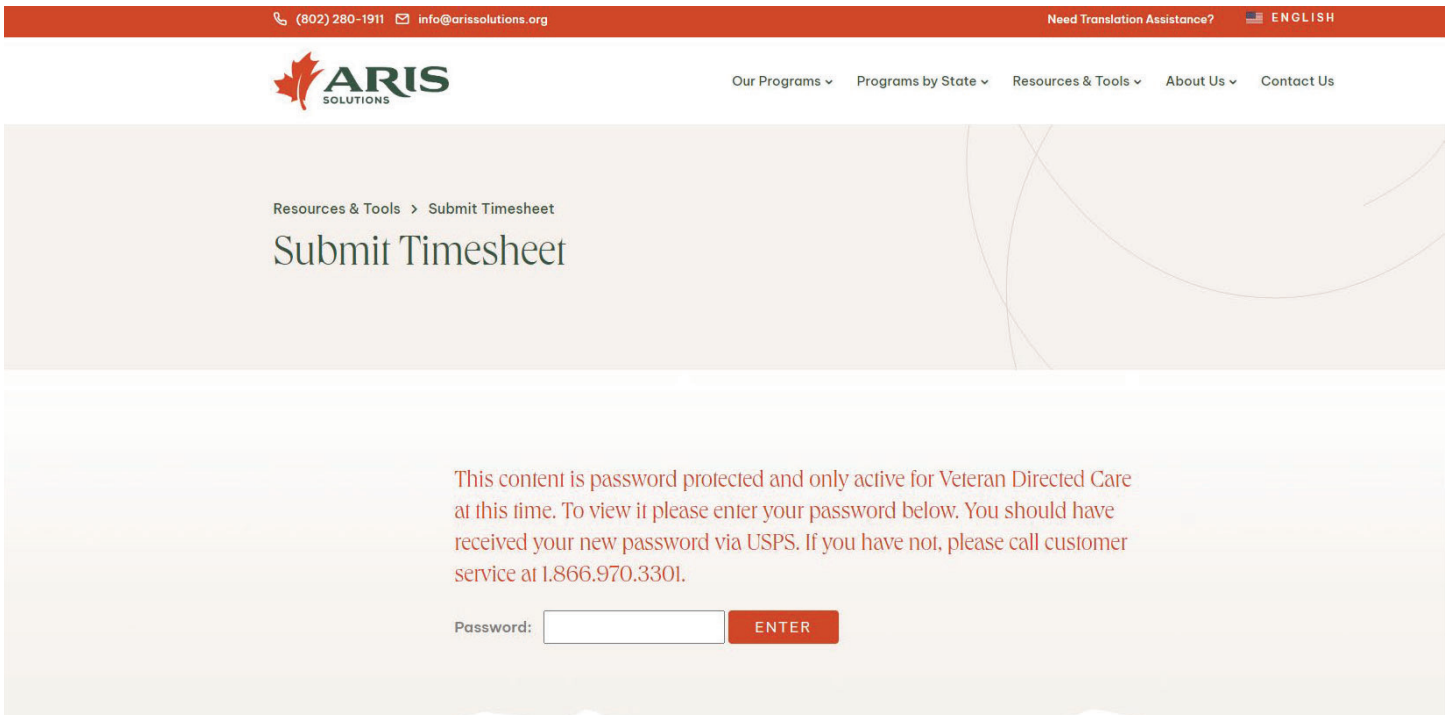 (802) 280-1911 info@arissolutions.org Need Translation Assistance? ENGLISH
ARIS
SOLUTIONS
Our Programs Programs by State Resources & Tools About Us Contact Us
Resources & Tools > Submit Timesheet
Submit Timesheet
This content is password protected and only active for Veteran Directed Care
at this time. To view it please enter your password below. You should have
received your new password via USPS. If you have not, please call customer
service at 1.866.970.3301.
Password: ENTER